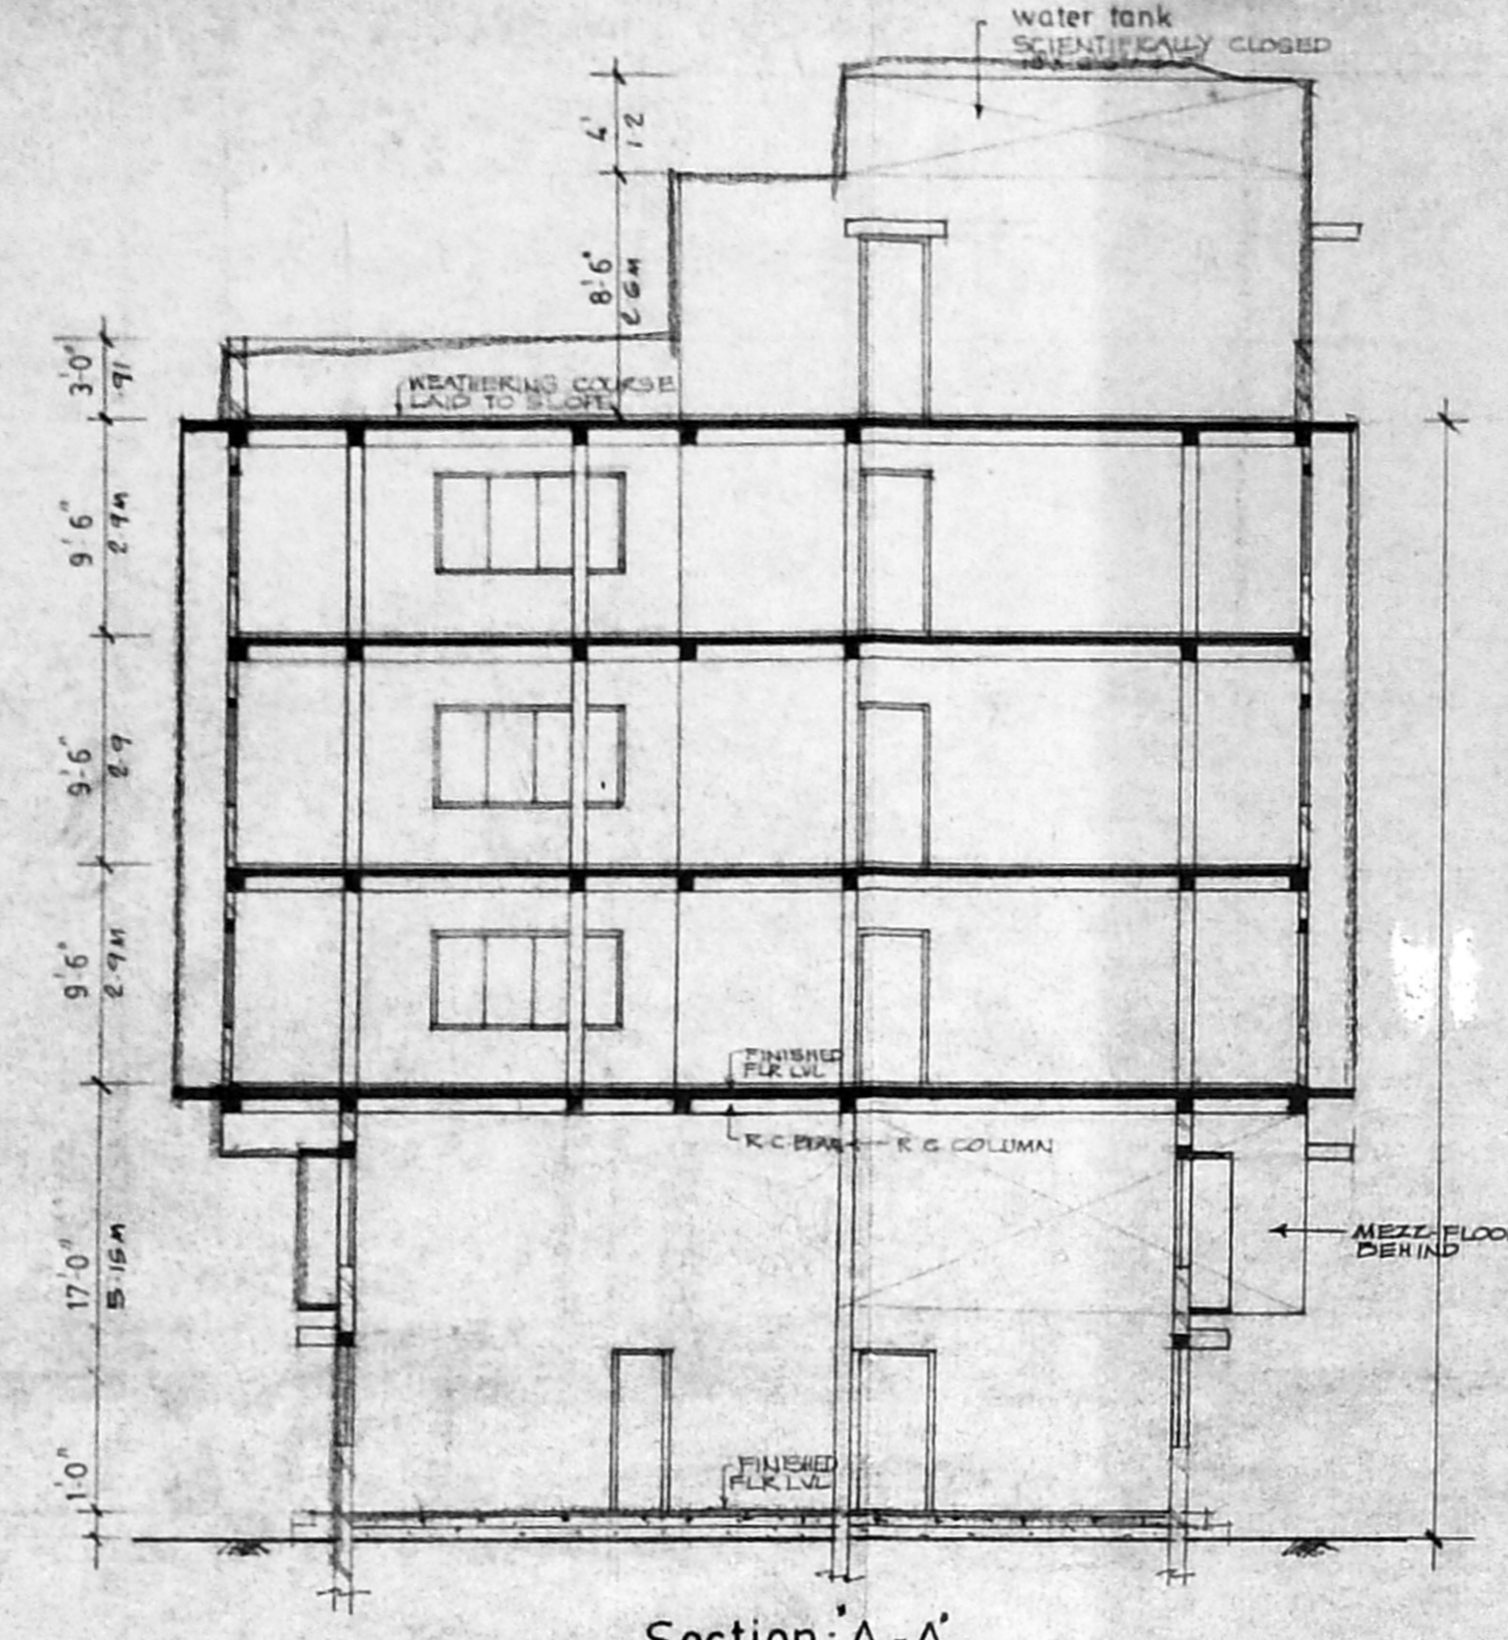 water tank
SCIENTIFICALLY CLOSED
4'
1.2
8'-6"
2.6M
3'-0"
.91
WEATHERING COURSE
LAID TO SLOPE
9'-6"
2.9M
9'-6"
2.9
9'-6"
2.9M
FINISHED
FLR LVL
R C BEAM
R C COLUMN
MEZZ-FLOO
BEHIND
17'-0"
5.15M
1'-0"
FINISHED
FLR LVL
Section: "A-A"